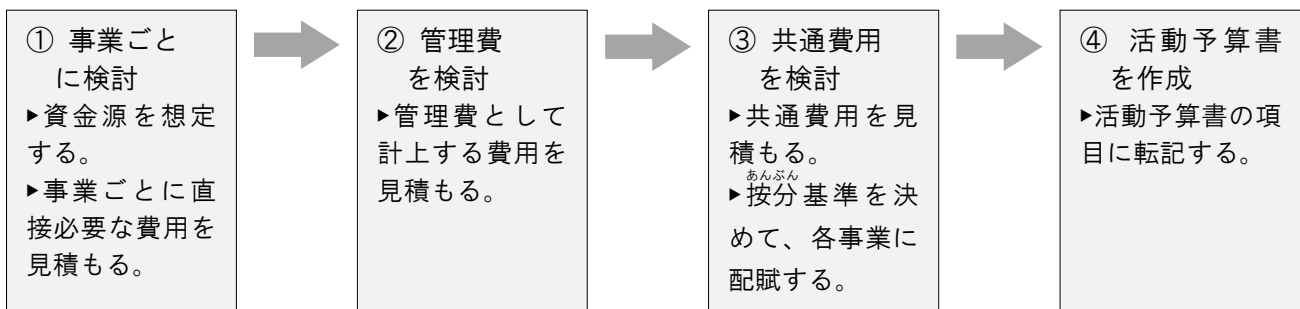 ① 事業ごと
に検討
▶資金源を想定
する。
▶事業ごとに直
接必要な費用を
見積もる。
② 管理費
を検討
▶管理費として
計上する費用を
見積もる。
③ 共通費用
を検討
▶共通費用を見
積もる。
あんぶん
▶按分基準を決
めて、各事業に
配賦する。
④ 活動予算書
を作成
▶活動予算書の項
目に転記する。